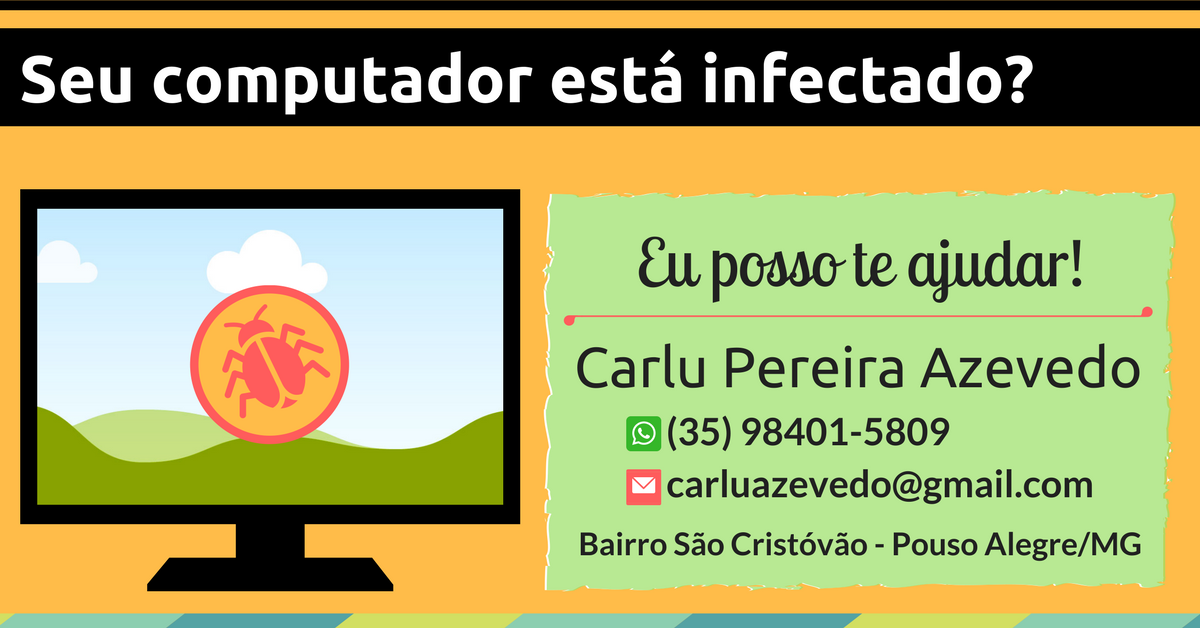 Seu computador está infectado?
Eu posso te ajudar!
Carlu Pereira Azevedo
(35) 98401-5809
carluazevedo@gmail.com
Bairro São Cristóvão - Pouso Alegre/MG